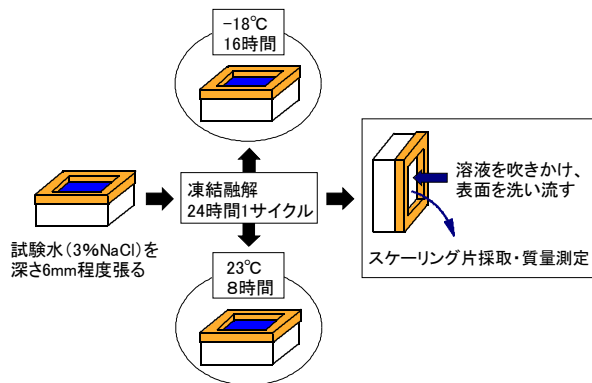 -18℃
16時間
試験水(3%NaCl)を
深さ6mm程度張る
凍結融解
24時間1サイクル
23℃
8時間
溶液を吹きかけ、
表面を洗い流す
スケーリング片採取・質量測定